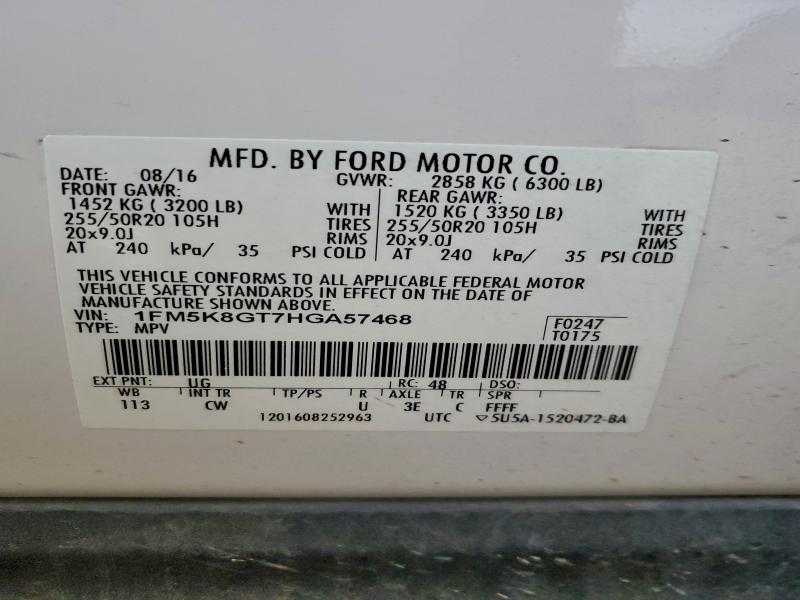 MFD. BY FORD MOTOR CO.
DATE: 08/16 GVWR: 2858 KG ( 6300 LB)
FRONT GAWR: REAR GAWR:
1452 KG ( 3200 LB) WITH 1520 KG ( 3350 LB) WITH
255/50R20 105H TIRES 255/50R20 105H TIRES
20x9.0J RIMS 20x9.0J RIMS
AT 240 kPa/ 35 PSI COLD AT 240 kPa/ 35 PSI COLD
THIS VEHICLE CONFORMS TO ALL APPLICABLE FEDERAL MOTOR
VEHICLE SAFETY STANDARDS IN EFFECT ON THE DATE OF
MANUFACTURE SHOWN ABOVE.
VIN: 1FM5K8GT7HGA57468 F0247
TYPE: MPV T0175
EXT PNT: UG RC: 48 DSO:
WB INT TR TP/PS R AXLE TR SPR
113 CW U 3E C FFFF
1201608252963 UTC ▽5U5A-1520472-BA